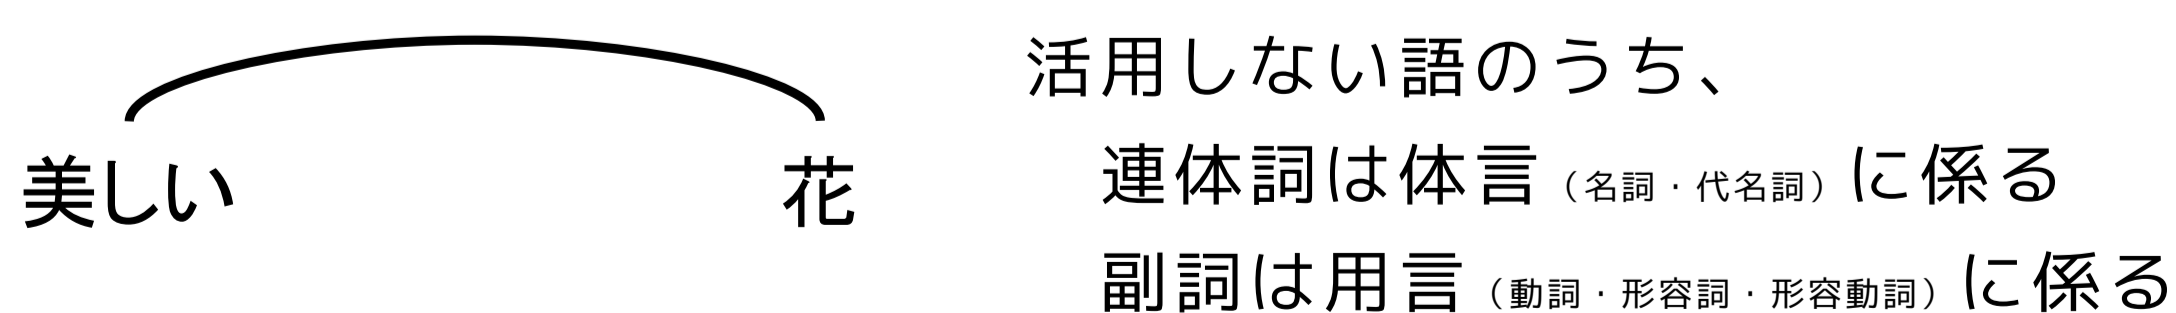 美しい 花
活用しない語のうち、
連体詞は体言（名詞・代名詞）に係る
副詞は用言（動詞・形容詞・形容動詞）に係る